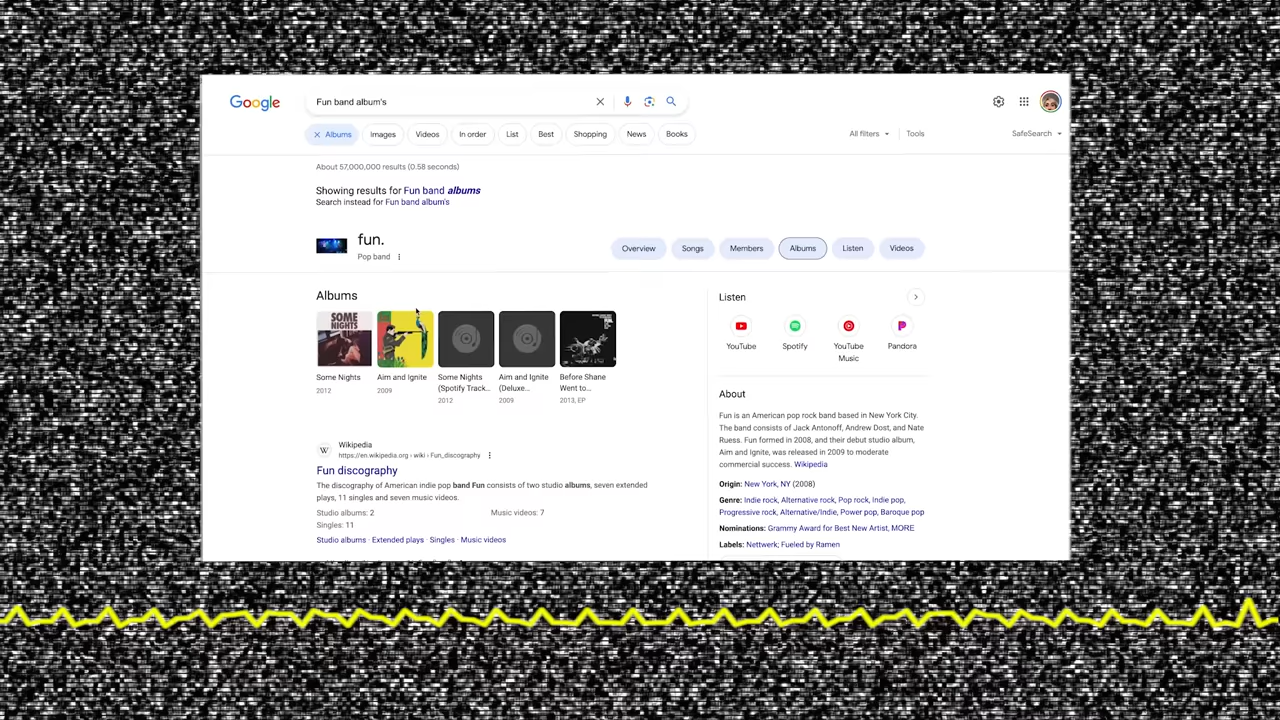 Google
Fun band album's
Albums
Images
Videos
In order
List
Best
Shopping
News
Books
All filters
Tools
SafeSearch
About 57,000,000 results (0.58 seconds)
Showing results for Fun band albums
Search instead for Fun band album's
fun.
Pop band
Overview
Songs
Members
Albums
Listen
Videos
Albums
SOME
NIGHTS
Some Nights
2012
Aim and Ignite
2009
Some Nights
(Spotify Track...
2012
Aim and Ignite
(Deluxe...
2009
Before Shane
Went to...
2013, EP
W
Wikipedia
https://en.wikipedia.org › wiki › Fun_discography
Fun discography
The discography of American indie pop band Fun consists of two studio albums, seven extended
plays, 11 singles and seven music videos.
Studio albums: 2
Music videos: 7
Singles: 11
Studio albums · Extended plays · Singles · Music videos
Listen
YouTube
Spotify
YouTube
Music
Pandora
About
Fun is an American pop rock band based in New York City.
The band consists of Jack Antonoff, Andrew Dost, and Nate
Ruess. Fun formed in 2008, and their debut studio album,
Aim and Ignite, was released in 2009 to moderate
commercial success. Wikipedia
Origin: New York, NY (2008)
Genre: Indie rock, Alternative rock, Pop rock, Indie pop,
Progressive rock, Alternative/Indie, Power pop, Baroque pop
Nominations: Grammy Award for Best New Artist, MORE
Labels: Nettwerk; Fueled by Ramen